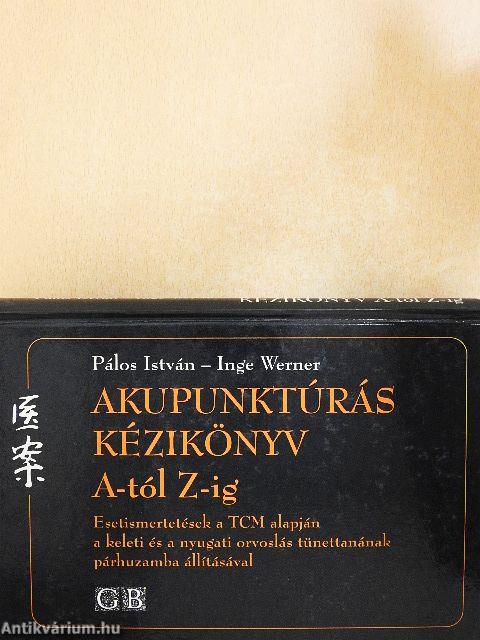 KÉZIKÖNYV A-tól Z-ig
Pálos István – Inge Werner
医案
AKUPUNKTÚRÁS
KÉZIKÖNYV
A-tól Z-ig
Esetismertetések a TCM alapján
a keleti és a nyugati orvoslás tünettanának
párhuzamba állításával
GB
Antikvárium.hu